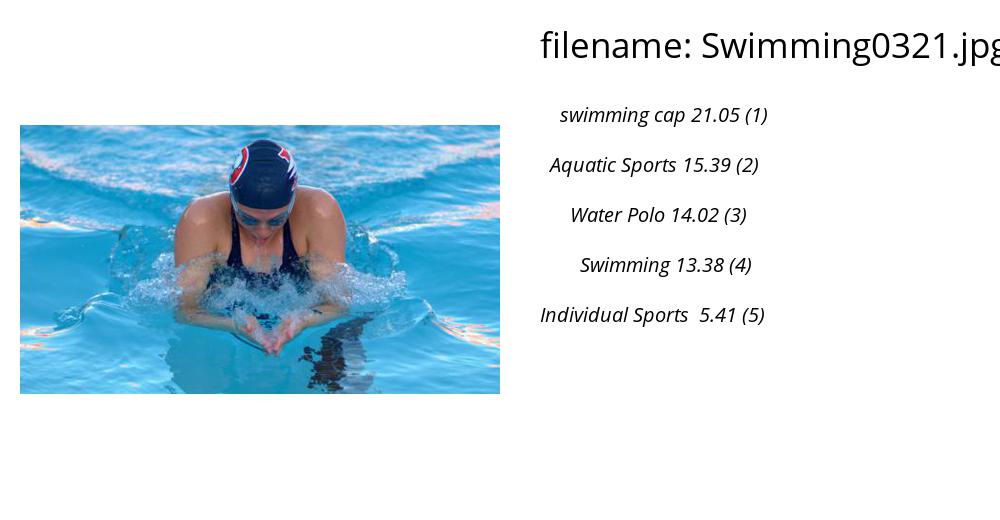 filename: Swimming0321.jpg
swimming cap 21.05 (1)
Aquatic Sports 15.39 (2)
Water Polo 14.02 (3)
Swimming 13.38 (4)
Individual Sports 5.41 (5)